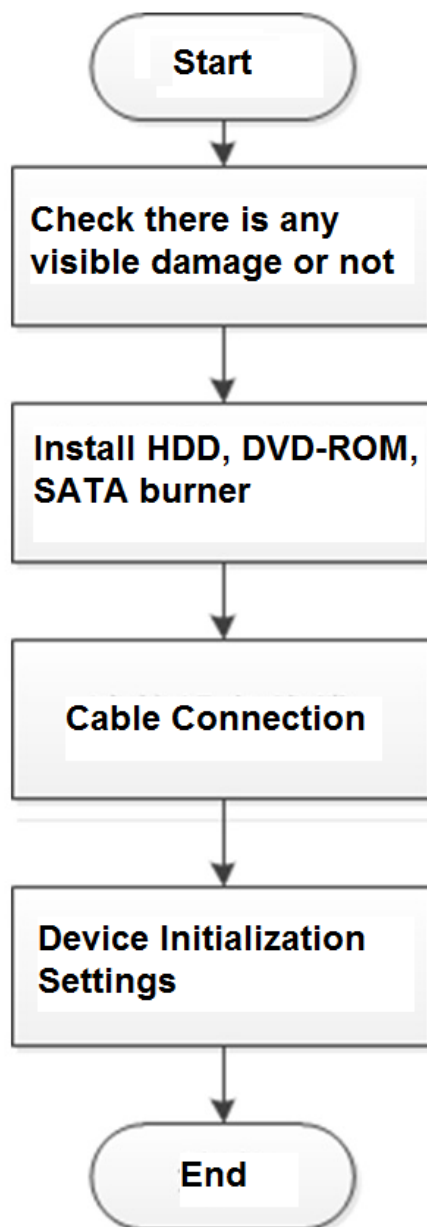 Start
Check there is any
visible damage or not
Install HDD, DVD-ROM,
SATA burner
Cable Connection
Device Initialization
Settings
End